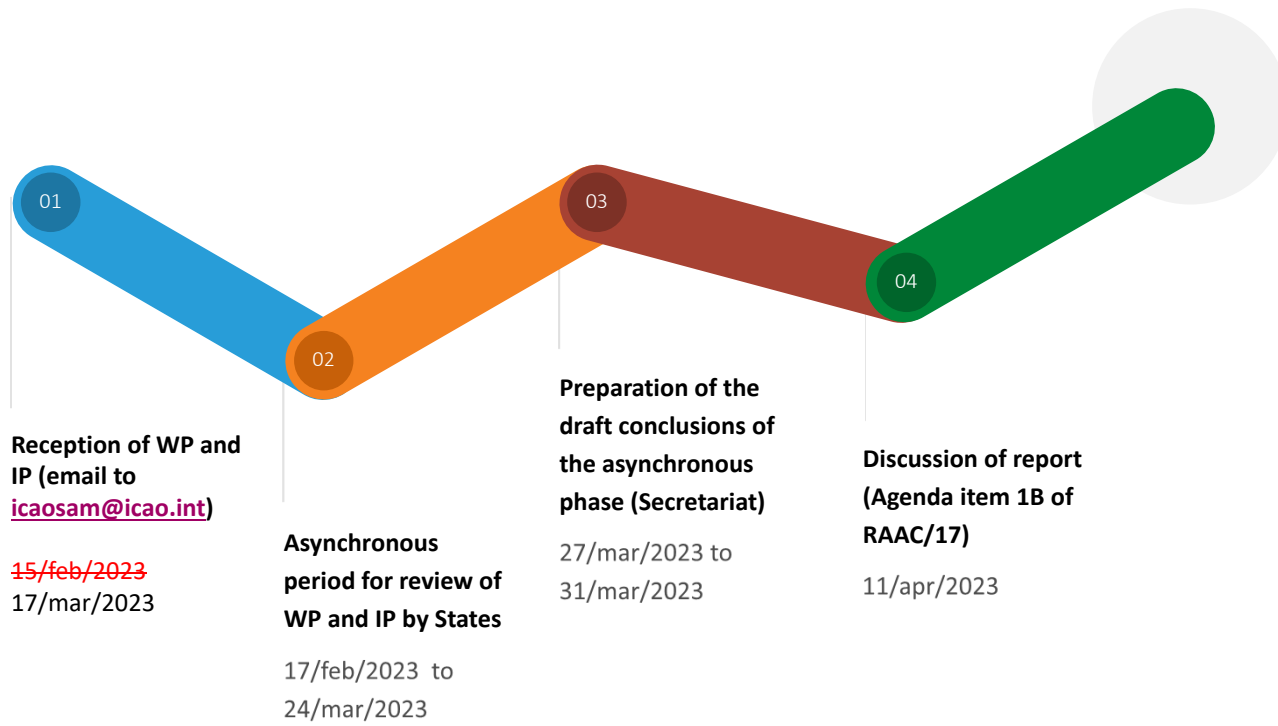 01
Reception of WP and
IP (email to
icaosam@icao.int)
15/feb/2023
17/mar/2023
02
Asynchronous
period for review of
WP and IP by States
17/feb/2023 to
24/mar/2023
03
Preparation of the
draft conclusions of
the asynchronous
phase (Secretariat)
27/mar/2023 to
31/mar/2023
04
Discussion of report
(Agenda item 1B of
RAAC/17)
11/apr/2023